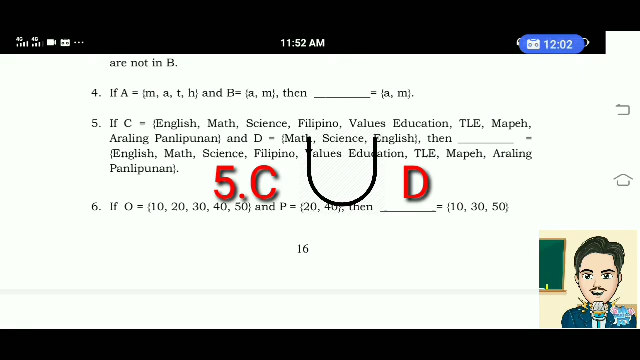 11:52 AM
12:02
are not in B.
4. If A = {m, a, t, h} and B= {a, m}, then __________= {a, m}.
5. If C = {English, Math, Science, Filipino, Values Education, TLE, Mapeh,
Araling Panlipunan} and D = {Math, Science, English}, then __________ =
{English, Math, Science, Filipino, Values Education, TLE, Mapeh, Araling
Panlipunan}.
5.C U D
6. If O = {10, 20, 30, 40, 50} and P = {20, 40}, then __________= {10, 30, 50}
16